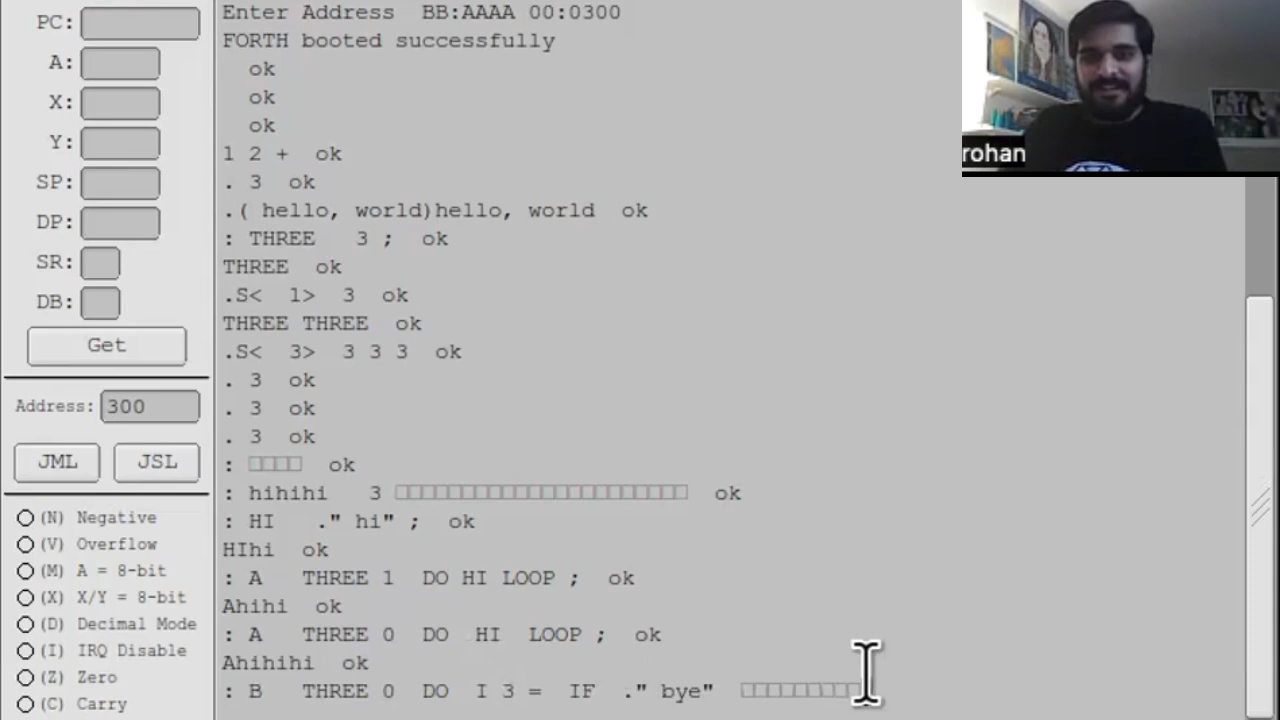 PC:
A:
X:
Y:
SP:
DP:
SR:
DB:
Get
Address: 300
JML JSL
(N) Negative
(V) Overflow
(M) A = 8-bit
(X) X/Y = 8-bit
(D) Decimal Mode
(I) IRQ Disable
(Z) Zero
(C) Carry
Enter Address  BB:AAAA 00:0300
FORTH booted successfully
ok
ok
ok
1 2 +  ok
. 3  ok
.( hello, world)hello, world  ok
: THREE   3 ;  ok
THREE  ok
.S<  1>  3  ok
THREE THREE  ok
.S<  3>  3 3 3  ok
. 3  ok
. 3  ok
. 3  ok
: □□□□  ok
: hihihi   3 □□□□□□□□□□□□□□□□□□□□□□  ok
: HI   ." hi" ;  ok
HIhi  ok
: A   THREE 1  DO HI LOOP ;  ok
Ahihi  ok
: A   THREE 0  DO  HI  LOOP ;  ok
Ahihihi  ok
: B   THREE 0  DO  I 3 =  IF  ." bye"  □□□□□□□□□
rohan